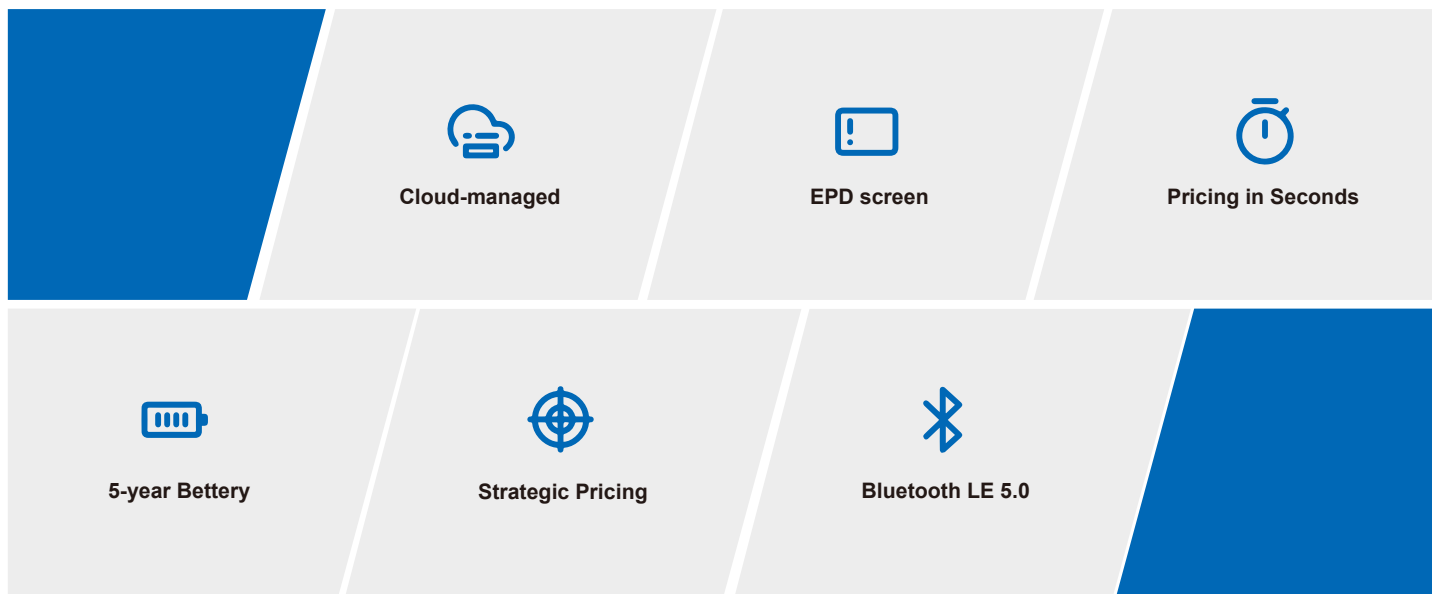 Cloud-managed
EPD screen
Pricing in Seconds
5-year Bettery
Strategic Pricing
Bluetooth LE 5.0